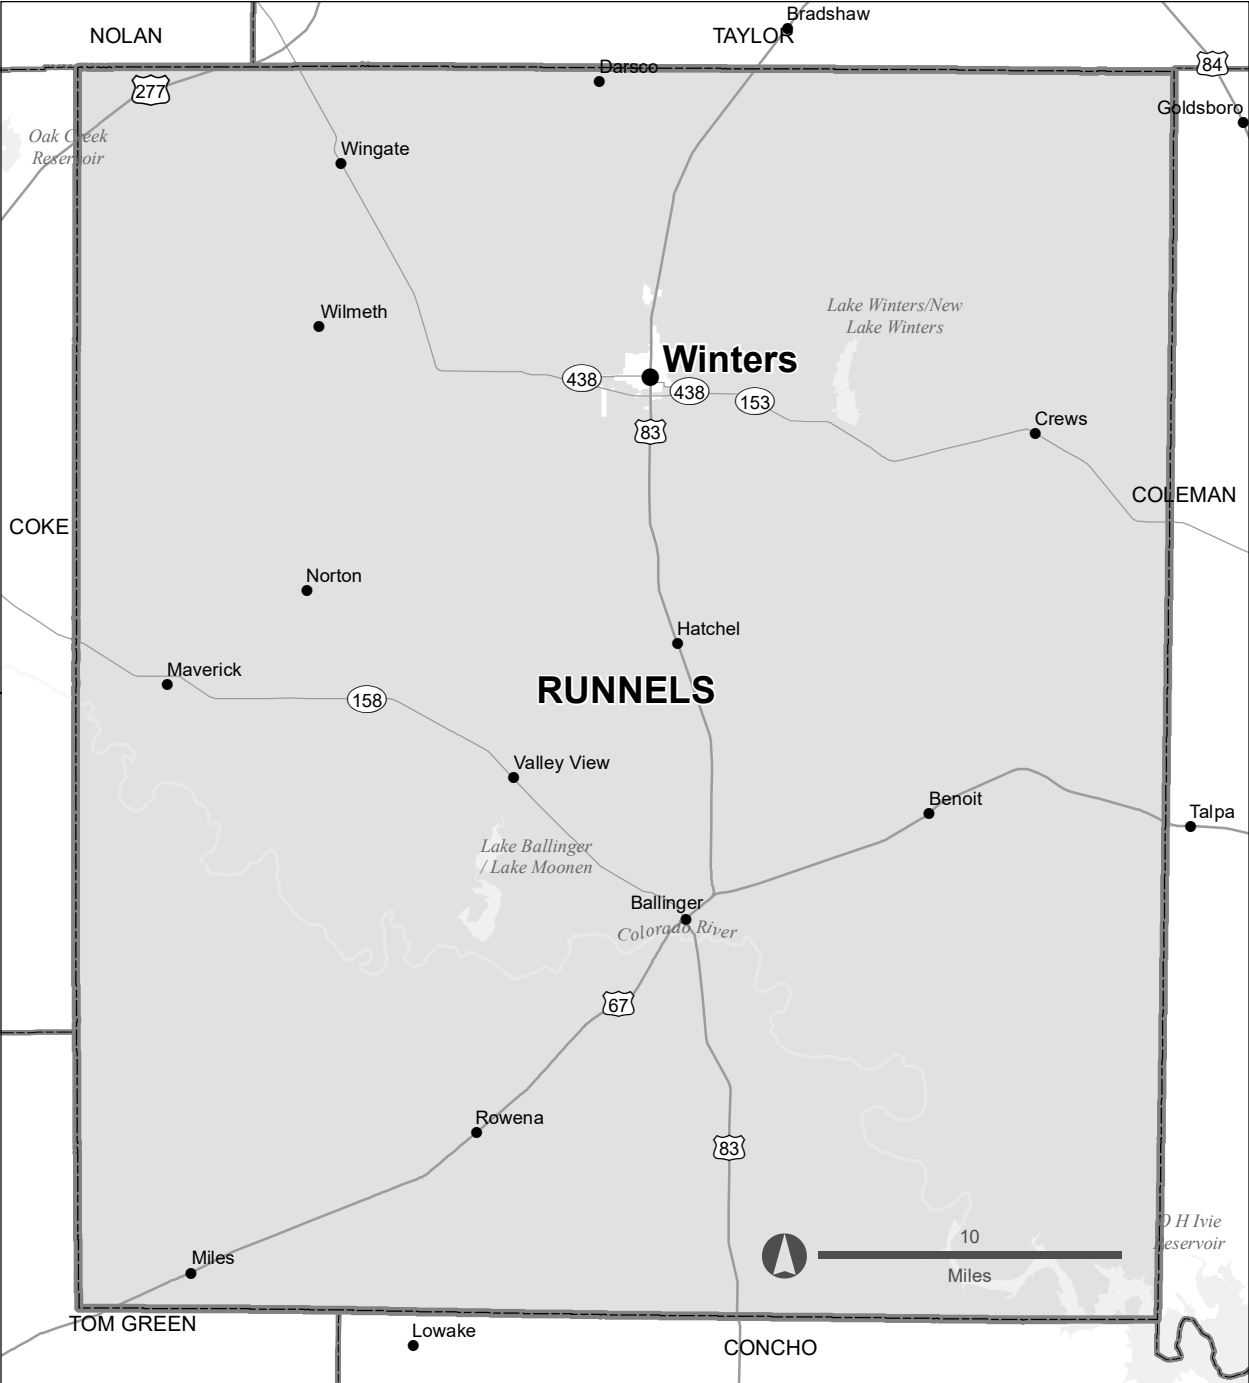 Bradshaw
NOLAN
TAYLOR
84
Darsco
277
Goldsboro
Oak Creek
Reservoir
Wingate
Lake Winters/New
Lake Winters
Wilmeth
Winters
438
438
153
Crews
83
COLEMAN
COKE
Norton
Hatchel
Maverick
RUNNELS
158
Valley View
Benoit
Talpa
Lake Ballinger
/ Lake Moonen
Ballinger
Colorado River
67
Rowena
83
O H Ivie
Reservoir
10
Miles
Miles
TOM GREEN
Lowake
CONCHO